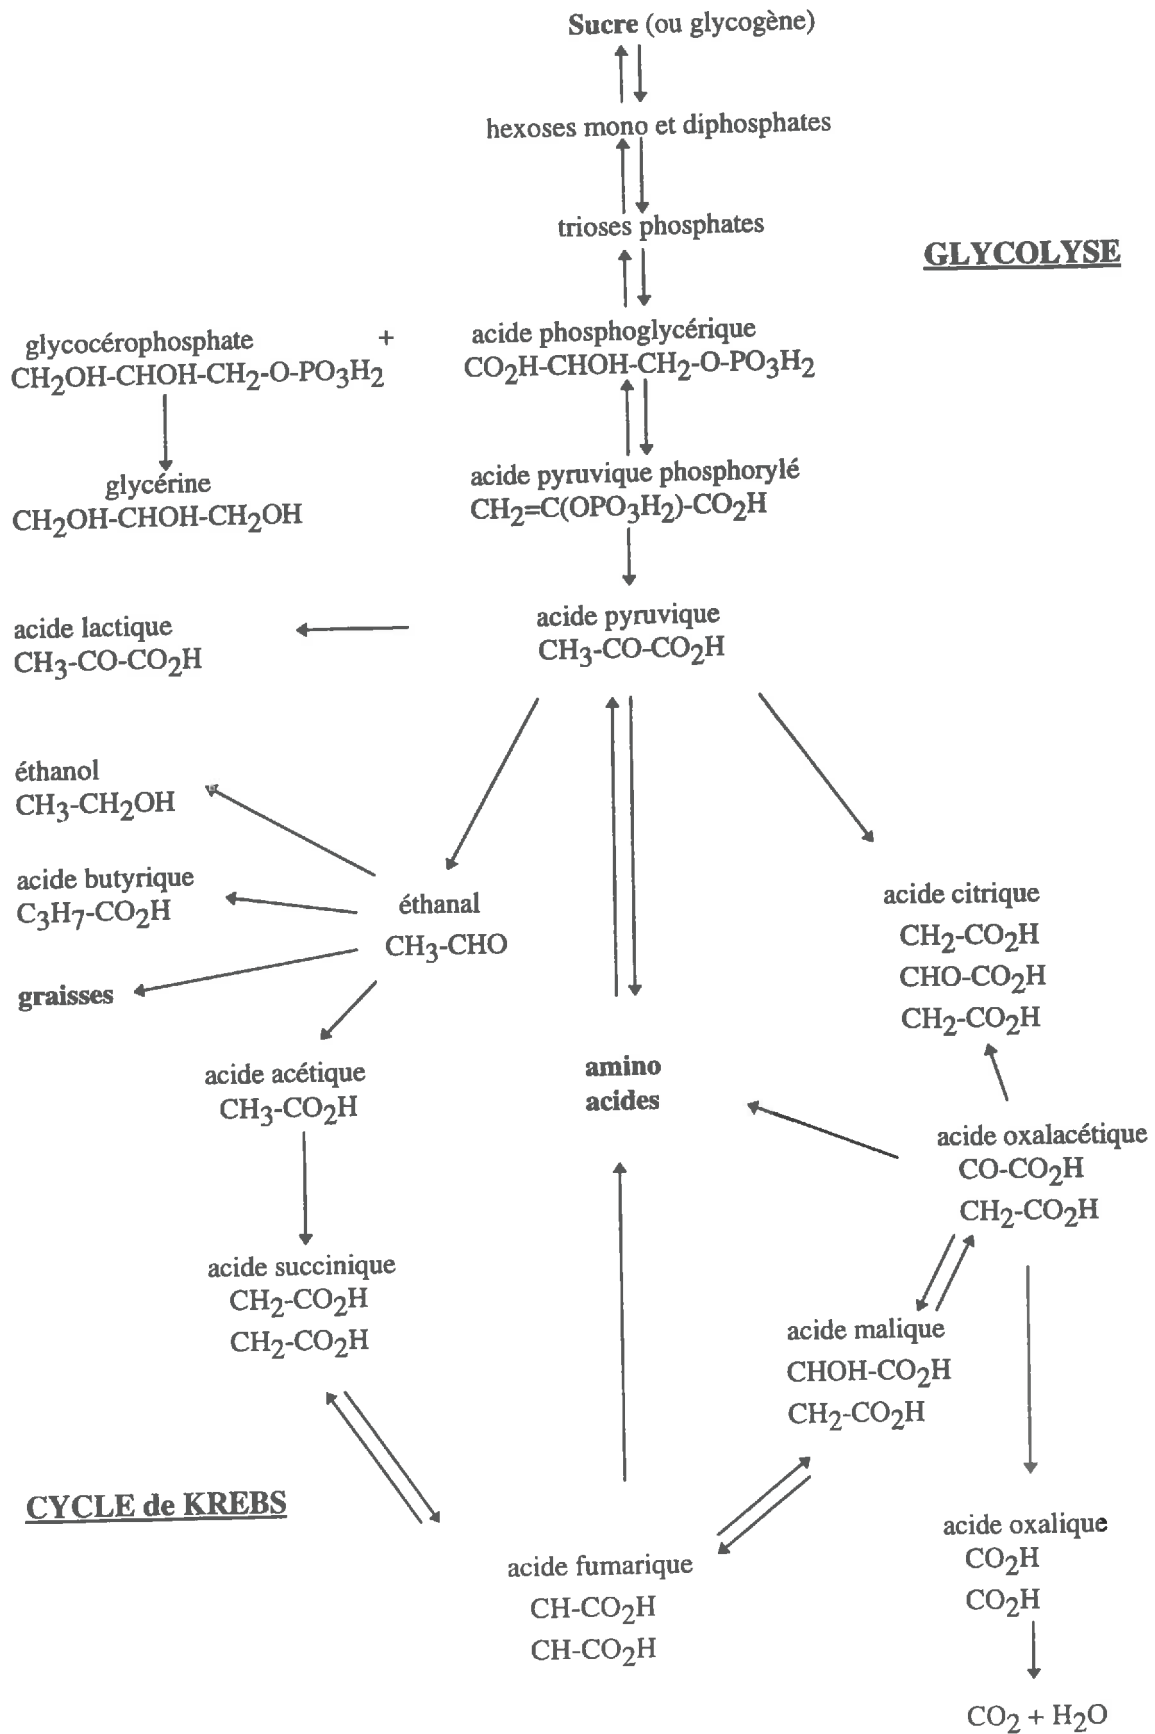 Sucre (ou glycogène)
hexoses mono et diphosphates
trioses phosphates
GLYCOLYSE
glycocérophosphate
CH2OH-CHOH-CH2-O-PO3H2
+
acide phosphoglycérique
CO2H-CHOH-CH2-O-PO3H2
glycérine
CH2OH-CHOH-CH2OH
acide pyruvique phosphorylé
CH2=C(OPO3H2)-CO2H
acide lactique
CH3-CO-CO2H
acide pyruvique
CH3-CO-CO2H
éthanol
CH3-CH2OH
acide butyrique
C3H7-CO2H
graisses
éthanal
CH3-CHO
acide citrique
CH2-CO2H
CHO-CO2H
CH2-CO2H
acide acétique
CH3-CO2H
amino
acides
acide oxalacétique
CO-CO2H
CH2-CO2H
acide succinique
CH2-CO2H
CH2-CO2H
acide malique
CHOH-CO2H
CH2-CO2H
CYCLE de KREBS
acide fumarique
CH-CO2H
CH-CO2H
acide oxalique
CO2H
CO2H
CO2 + H2O